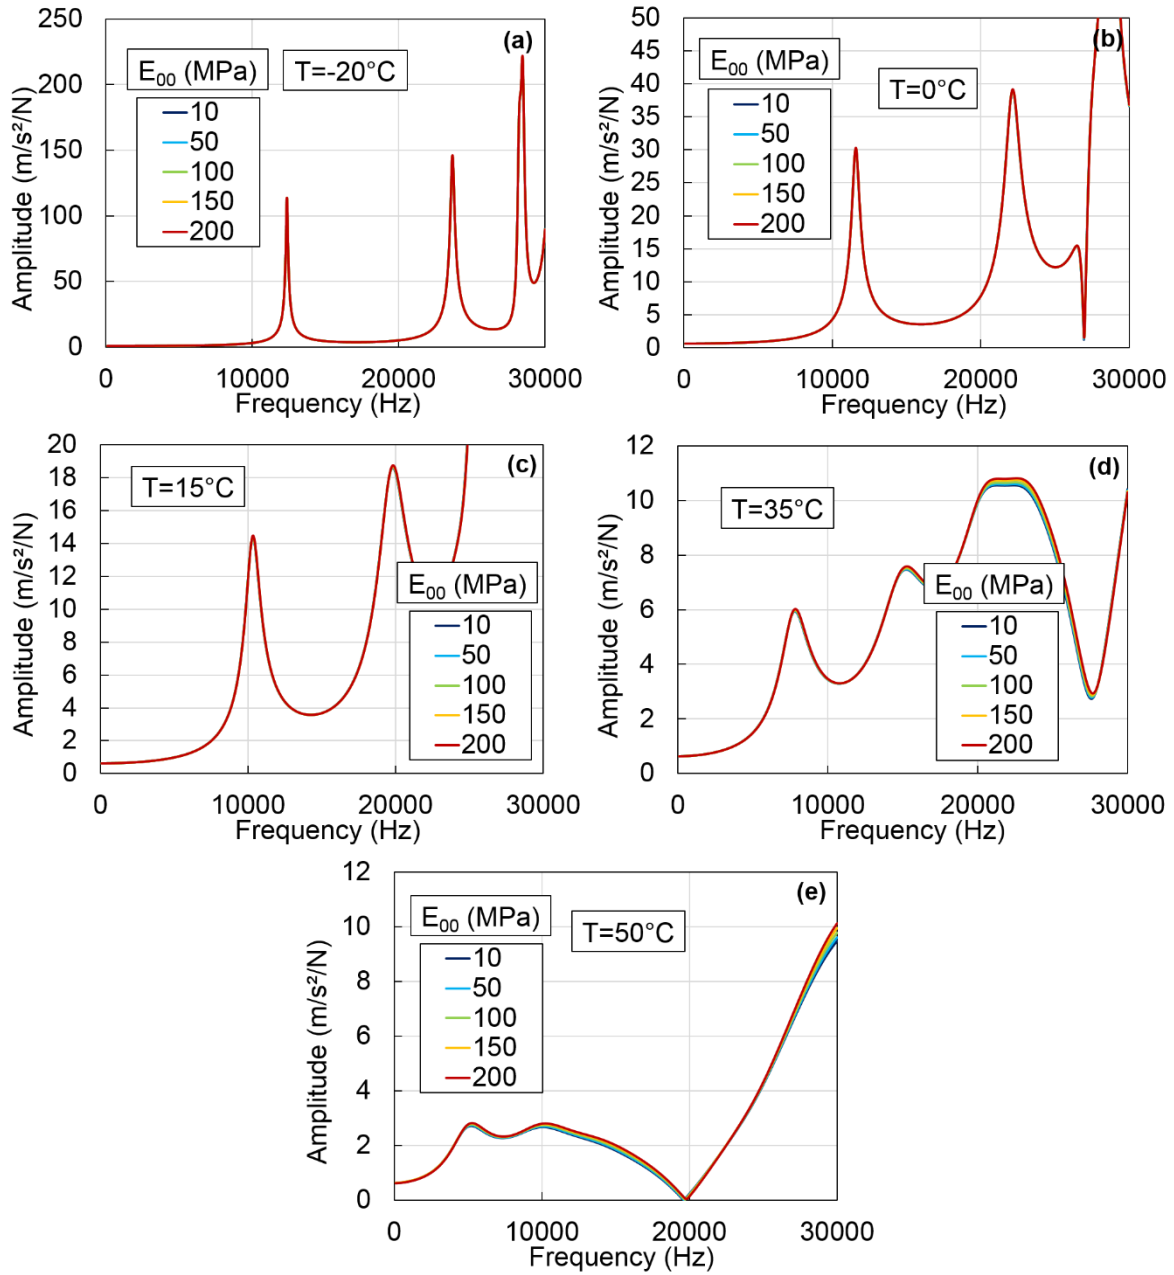 (a)
E₀₀ (MPa)
T=-20°C
10
50
100
150
200
Amplitude (m/s²/N)
250
200
150
100
50
0
0 10000 20000 30000
Frequency (Hz)
(b)
E₀₀ (MPa)
T=0°C
10
50
100
150
200
Amplitude (m/s²/N)
50
45
40
35
30
25
20
15
10
5
0
0 10000 20000 30000
Frequency (Hz)
(c)
T=15°C
E₀₀ (MPa)
10
50
100
150
200
Amplitude (m/s²/N)
20
18
16
14
12
10
8
6
4
2
0
0 10000 20000 30000
Frequency (Hz)
(d)
T=35°C
E₀₀ (MPa)
10
50
100
150
200
Amplitude (m/s²/N)
12
10
8
6
4
2
0
0 10000 20000 30000
Frequency (Hz)
(e)
E₀₀ (MPa)
T=50°C
10
50
100
150
200
Amplitude (m/s²/N)
12
10
8
6
4
2
0
0 10000 20000 30000
Frequency (Hz)